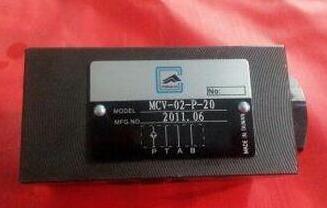 No:
MODEL MCV-02-P-20
MFG.NO. 2011.06
P T A B
MADE IN TAIWAN